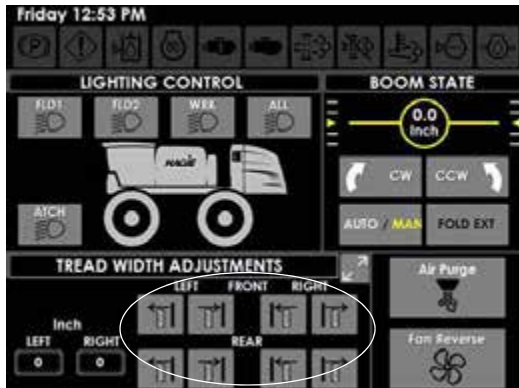 Friday 12:53 PM
LIGHTING CONTROL
FLD1 FLD2 WRK ALL
HAGIE
ATCH
BOOM STATE
0.0
Inch
CW CCW
AUTO / MAN FOLD EXT
TREAD WIDTH ADJUSTMENTS
LEFT FRONT RIGHT
Inch
LEFT RIGHT
0 0
REAR
Air Purge
Fan Reverse